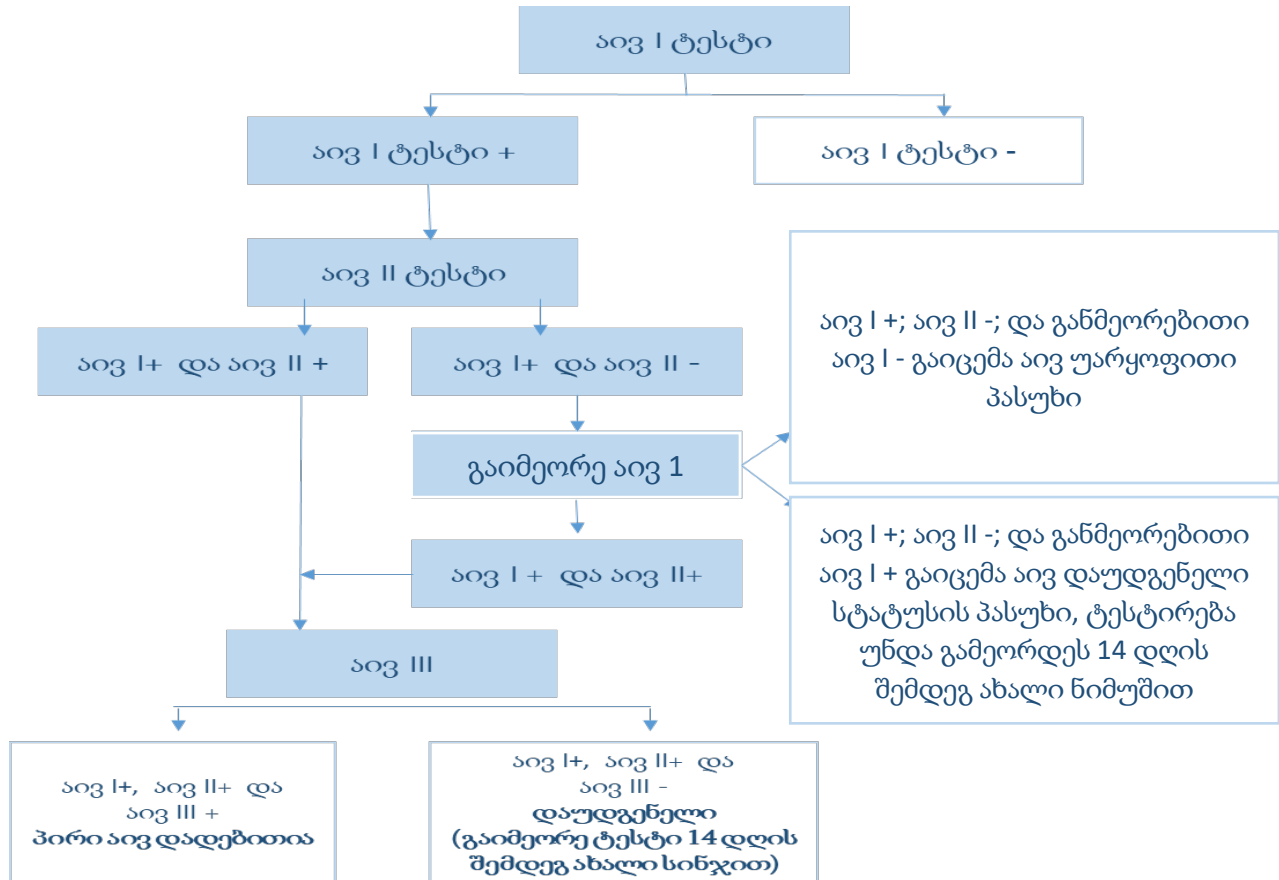 აივ I ტესტი
აივ I ტესტი +
აივ I ტესტი -
აივ II ტესტი
აივ I+ და აივ II +
აივ I+ და აივ II -
აივ I +; აივ II -; და განმეორებითი
აივ I - გაიცემა აივ უარყოფითი
პასუხი
გაიმეორე აივ 1
აივ I +; აივ II -; და განმეორებითი
აივ I + გაიცემა აივ დაუდგენელი
სტატუსის პასუხი, ტესტირება
უნდა გამეორდეს 14 დღის
შემდეგ ახალი ნიმუშით
აივ I + და აივ II+
აივ III
აივ I+, აივ II+ და
აივ III +
პირი აივ დადებითია
აივ I+, აივ II+ და
აივ III -
დაუდგენელი
(გაიმეორე ტესტი 14 დღის
შემდეგ ახალი სინჯით)